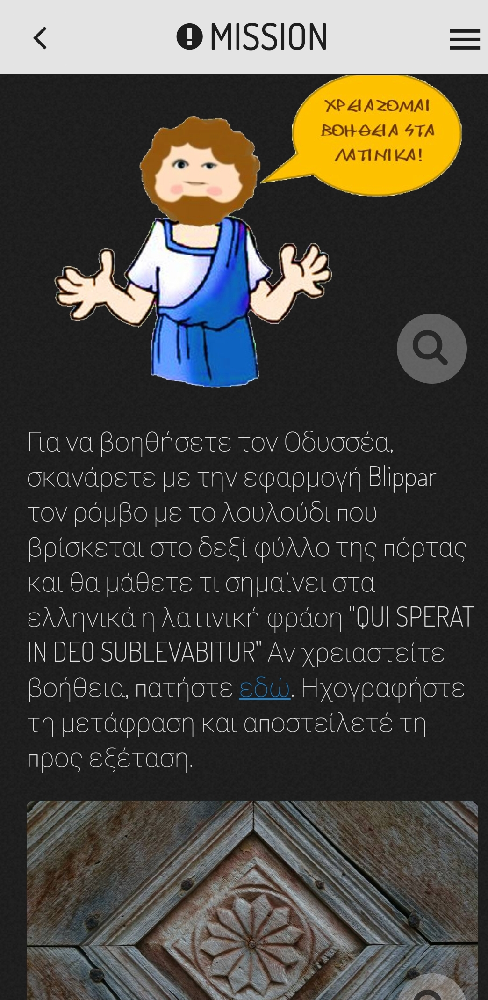 MISSION
ΧΡΕΙΑΖΟΜΑΙ
ΒΟΗΘΕΙΑ ΣΤΑ
ΛΑΤΙΝΙΚΑ!
Για να βοηθήσετε τον Οδυσσέα,
σκανάρετε με την εφαρμογή Blippar
τον ρόμβο με το λουλούδι που
βρίσκεται στο δεξί φύλλο της πόρτας
και θα μάθετε τι σημαίνει στα
ελληνικά η λατινική φράση "QUI SPERAT
IN DEO SUBLEVABITUR" Αν χρειαστείτε
βοήθεια, πατήστε εδώ. Ηχογραφήστε
τη μετάφραση και αποστείλετέ τη
προς εξέταση.